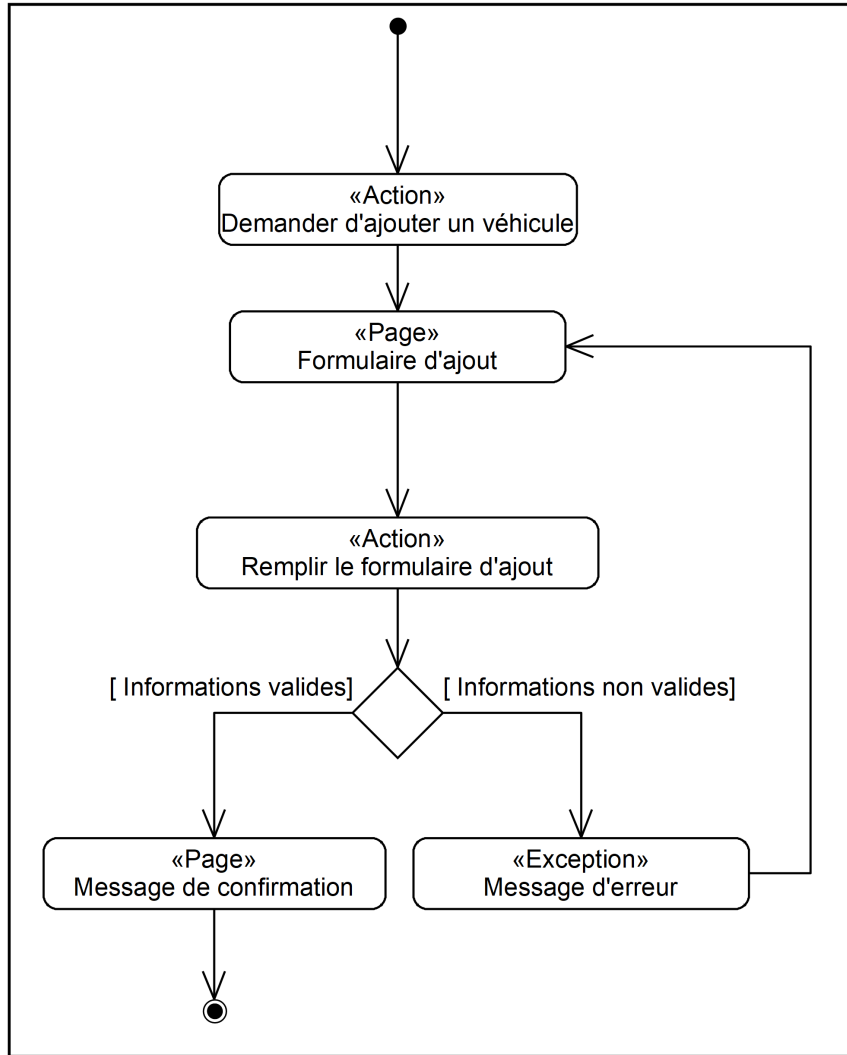 «Action»
Demander d'ajouter un véhicule
«Page»
Formulaire d'ajout
«Action»
Remplir le formulaire d'ajout
[ Informations valides]
[ Informations non valides]
«Page»
Message de confirmation
«Exception»
Message d'erreur